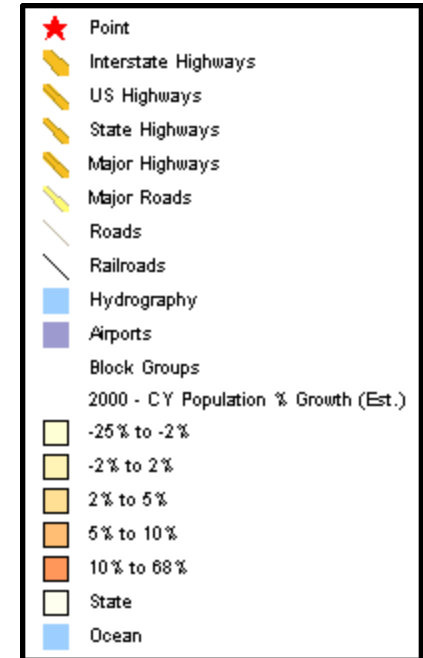 Point
Interstate Highways
US Highways
State Highways
Major Highways
Major Roads
Roads
Railroads
Hydrography
Airports
Block Groups
2000 - CY Population % Growth (Est.)
-25% to -2%
-2% to 2%
2% to 5%
5% to 10%
10% to 68%
State
Ocean